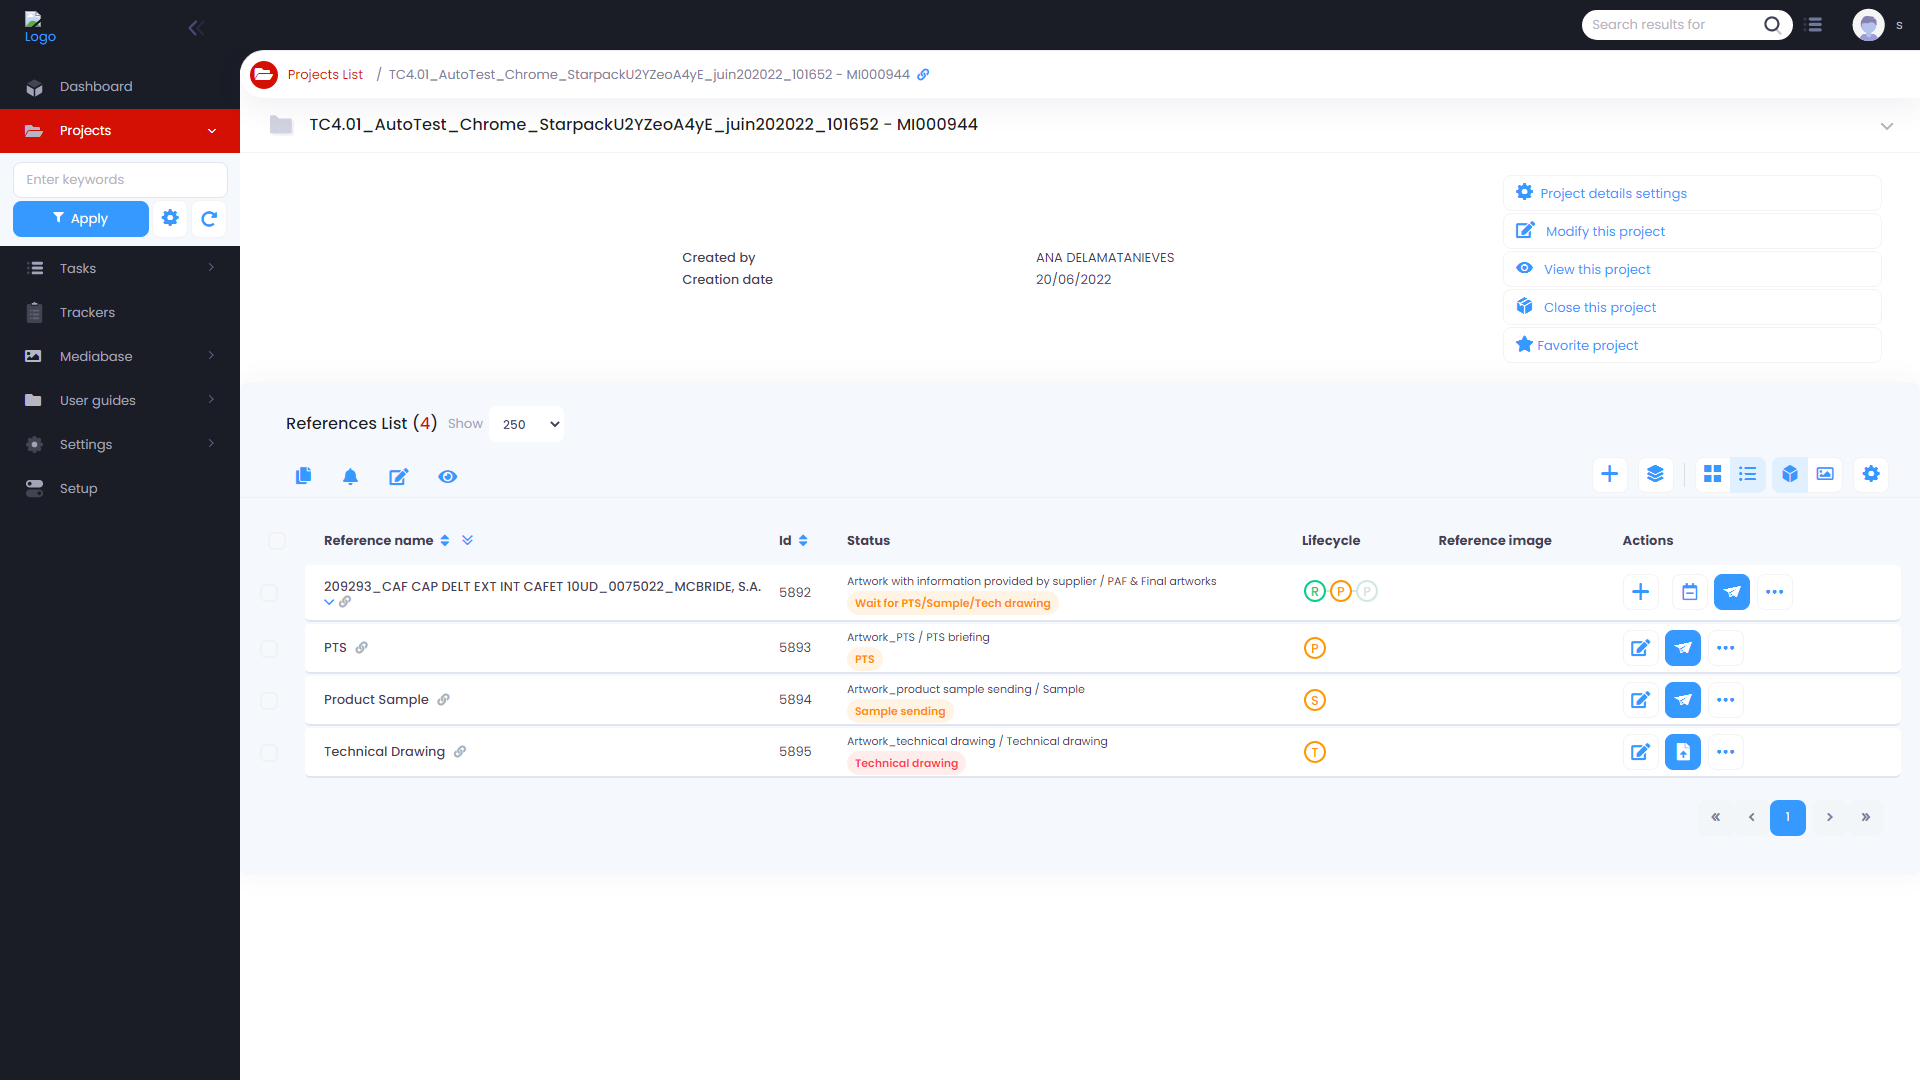 Logo
Search results for
s
Dashboard
Projects
Enter keywords
Apply
Tasks
Trackers
Mediabase
User guides
Settings
Setup
Projects List / TC4.01_AutoTest_Chrome_StarpackU2YZeoA4yE_juin202022_101652 - MI000944
TC4.01_AutoTest_Chrome_StarpackU2YZeoA4yE_juin202022_101652 - MI000944
Created by ANA DELAMATANIEVES
Creation date 20/06/2022
Project details settings
Modify this project
View this project
Close this project
Favorite project
References List (4) Show 250
Reference name Id Status Lifecycle Reference image Actions
209293_CAF CAP DELT EXT INT CAFET 10UD_0075022_MCBRIDE, S.A. 5892 Artwork with information provided by supplier / PAF & Final artworks
Wait for PTS/Sample/Tech drawing
R P P
PTS 5893 Artwork_PTS / PTS briefing
PTS
P
Product Sample 5894 Artwork_product sample sending / Sample
Sample sending
S
Technical Drawing 5895 Artwork_technical drawing / Technical drawing
Technical drawing
T
« ‹ 1 › »